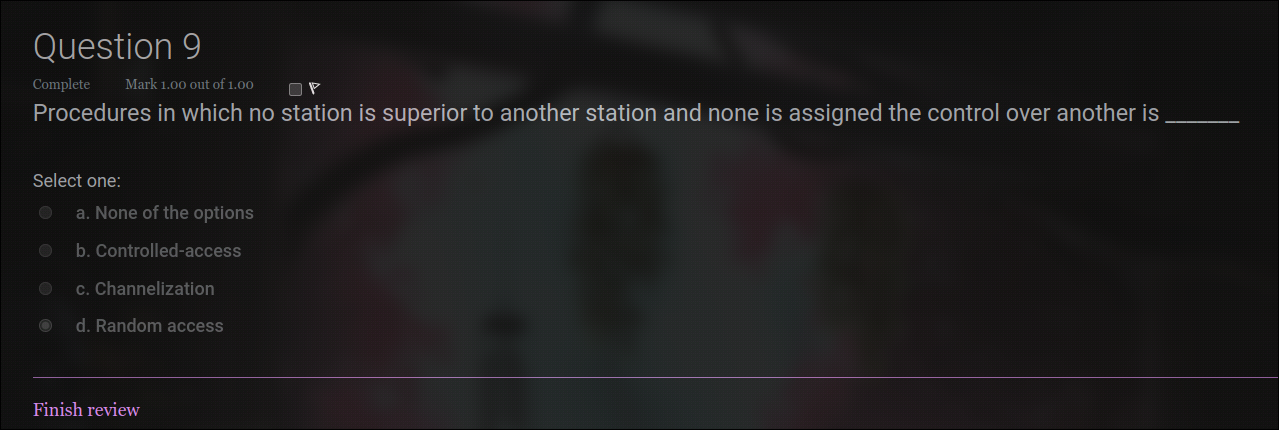 Question 9
Complete Mark 1.00 out of 1.00
Procedures in which no station is superior to another station and none is assigned the control over another is _______
Select one:
a. None of the options
b. Controlled-access
c. Channelization
d. Random access
Finish review